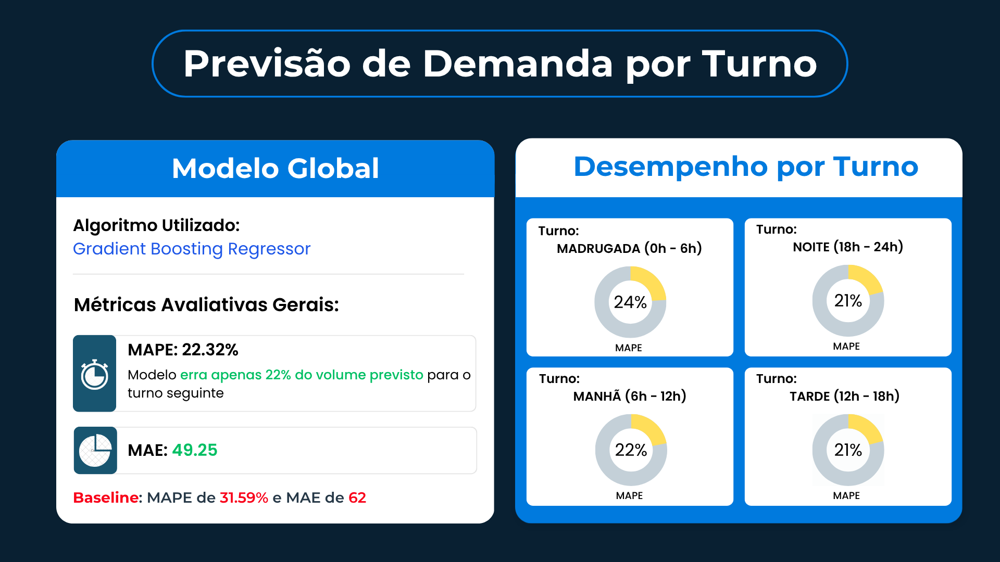 Previsão de Demanda por Turno
Modelo Global
Algoritmo Utilizado:
Gradient Boosting Regressor
Métricas Avaliativas Gerais:
MAPE: 22.32%
Modelo erra apenas 22% do volume previsto para o
turno seguinte
MAE: 49.25
Baseline: MAPE de 31.59% e MAE de 62
Desempenho por Turno
Turno:
MADRUGADA (0h - 6h)
24%
MAPE
Turno:
NOITE (18h - 24h)
21%
MAPE
Turno:
MANHÃ (6h - 12h)
22%
MAPE
Turno:
TARDE (12h - 18h)
21%
MAPE